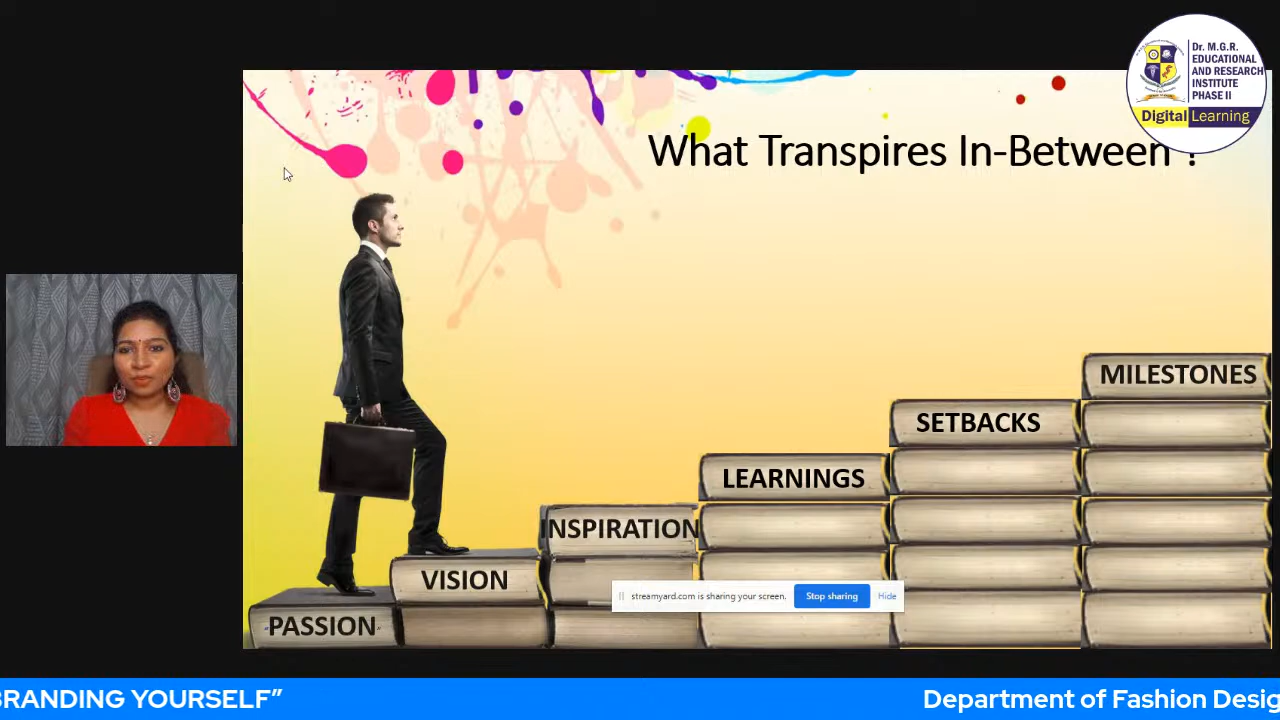 Dr. M.G.R.
EDUCATIONAL
AND RESEARCH
INSTITUTE
PHASE II
Digital Learning
What Transpires In-Between ?
MILESTONES
SETBACKS
LEARNINGS
INSPIRATION
VISION
PASSION
streamyard.com is sharing your screen.
Stop sharing
Hide
BRANDING YOURSELF”
Department of Fashion Desig